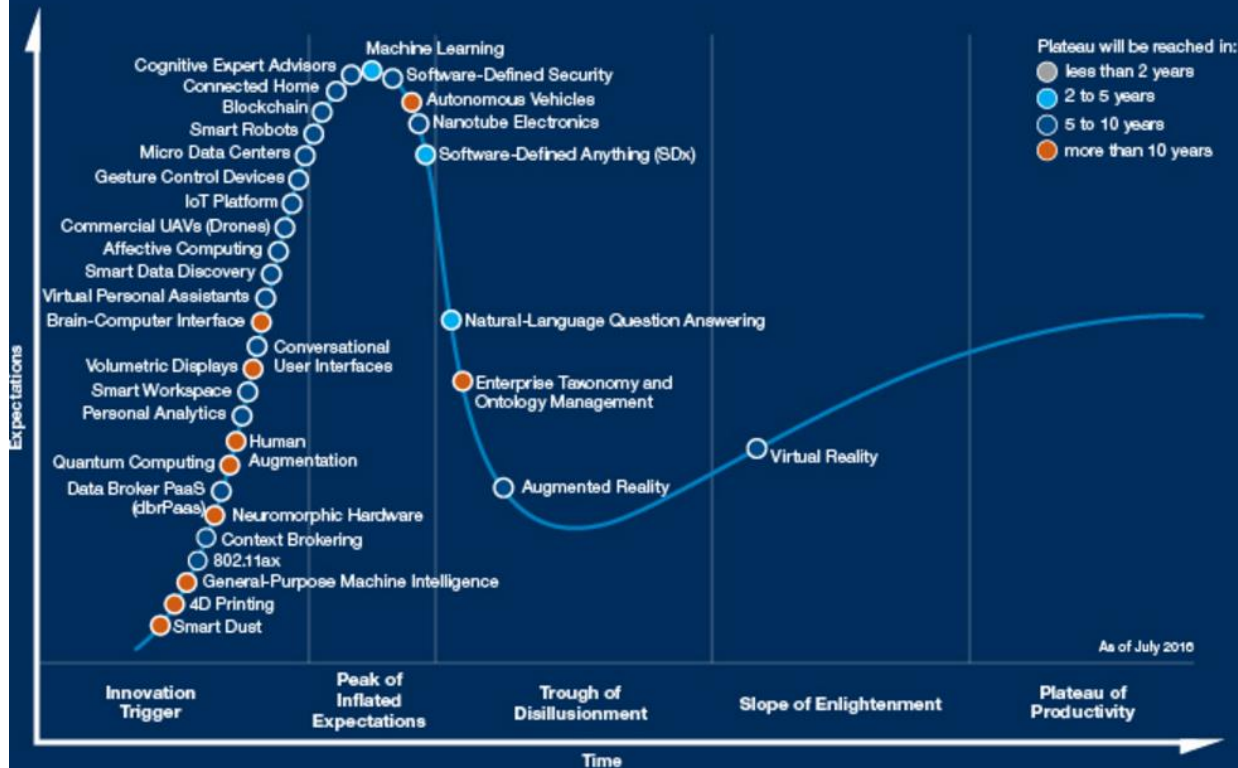 Machine Learning
Cognitive Expert Advisors
Software-Defined Security
Connected Home
Autonomous Vehicles
Blockchain
Nanotube Electronics
Smart Robots
Micro Data Centers
Software-Defined Anything (SDx)
Gesture Control Devices
IoT Platform
Commercial UAVs (Drones)
Affective Computing
Smart Data Discovery
Virtual Personal Assistants
Brain-Computer Interface
Natural-Language Question Answering
Conversational
User Interfaces
Volumetric Displays
Smart Workspace
Enterprise Taxonomy and
Ontology Management
Personal Analytics
Human
Augmentation
Quantum Computing
Virtual Reality
Data Broker PaaS
(dbrPaas)
Augmented Reality
Neuromorphic Hardware
Context Brokering
802.11ax
General-Purpose Machine Intelligence
4D Printing
Smart Dust
Plateau will be reached in:
less than 2 years
2 to 5 years
5 to 10 years
more than 10 years
Expectations
As of July 2016
Innovation
Trigger
Peak of
Inflated
Expectations
Trough of
Disillusionment
Slope of Enlightenment
Plateau of
Productivity
Time